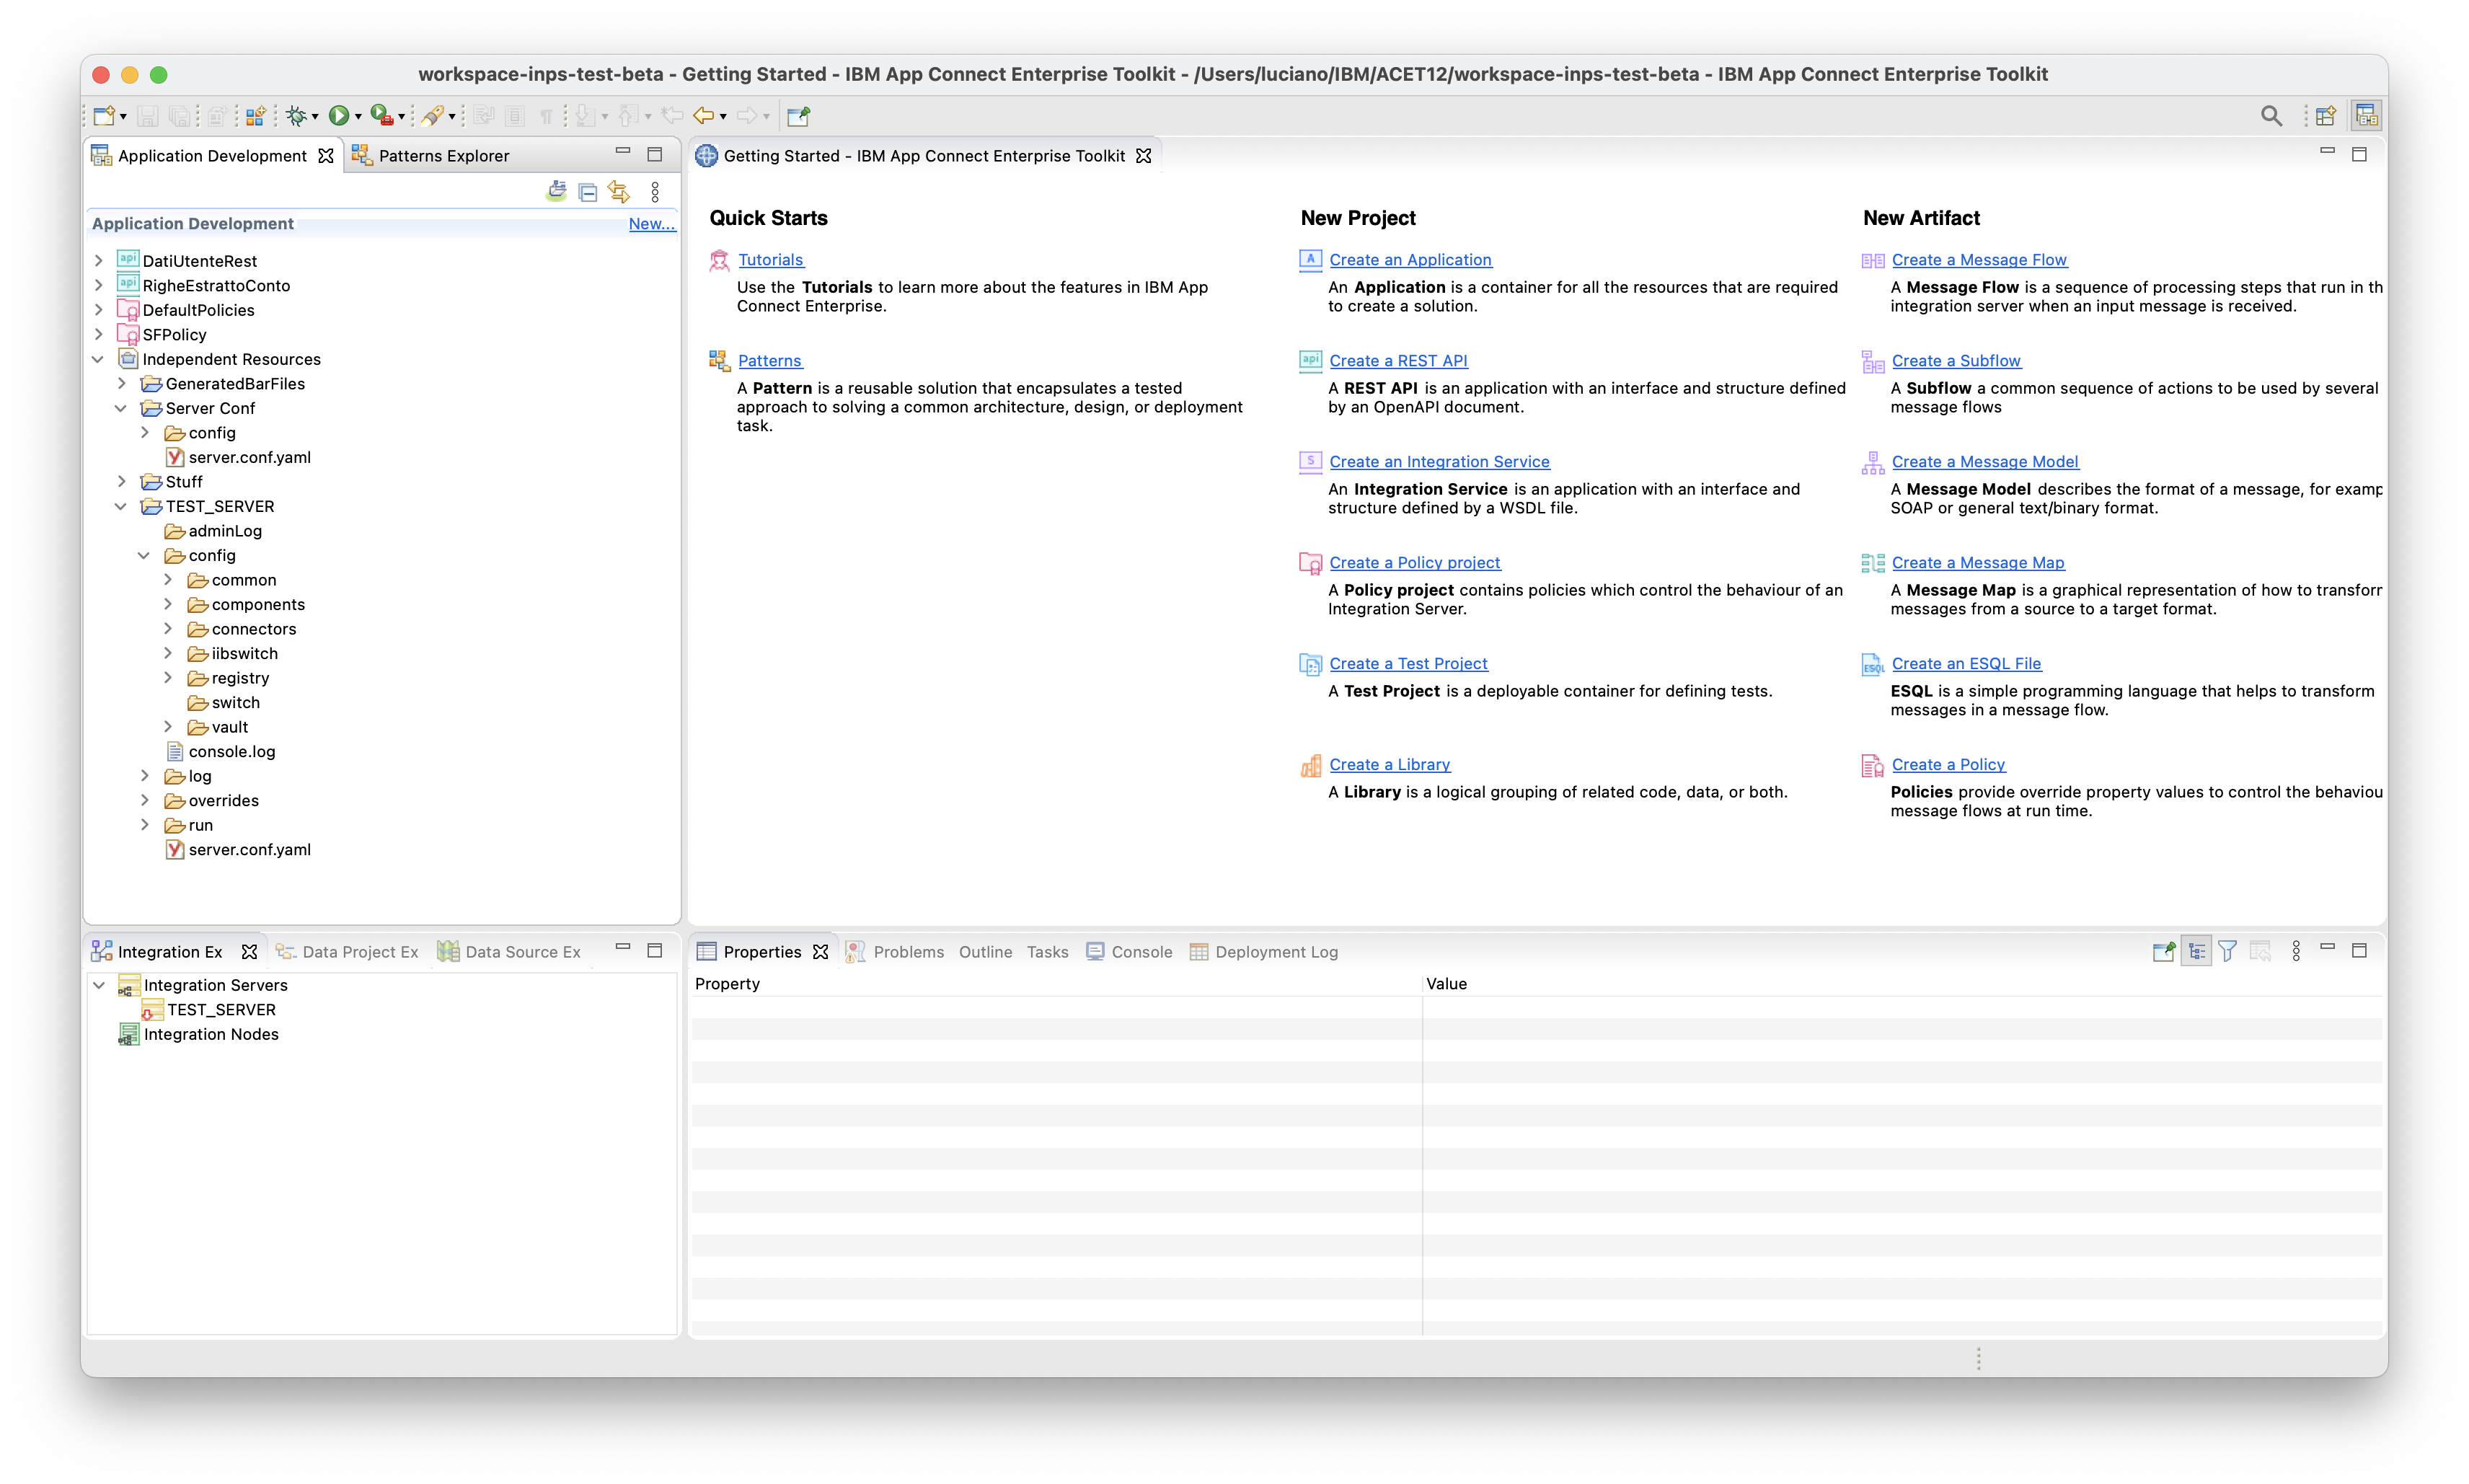 workspace-inps-test-beta - Getting Started - IBM App Connect Enterprise Toolkit - /Users/luciano/IBM/ACET12/workspace-inps-test-beta - IBM App Connect Enterprise Toolkit
Application Development
Patterns Explorer
Application Development
New...
DatiUtenteRest
RigheEstrattoConto
DefaultPolicies
SFPolicy
Independent Resources
GeneratedBarFiles
Server Conf
config
server.conf.yaml
Stuff
TEST_SERVER
adminLog
config
common
components
connectors
iibswitch
registry
switch
vault
console.log
log
overrides
run
server.conf.yaml
Getting Started - IBM App Connect Enterprise Toolkit
Quick Starts
Tutorials
Use the Tutorials to learn more about the features in IBM App
Connect Enterprise.
Patterns
A Pattern is a reusable solution that encapsulates a tested
approach to solving a common architecture, design, or deployment
task.
New Project
Create an Application
An Application is a container for all the resources that are required
to create a solution.
Create a REST API
A REST API is an application with an interface and structure defined
by an OpenAPI document.
Create an Integration Service
An Integration Service is an application with an interface and
structure defined by a WSDL file.
Create a Policy project
A Policy project contains policies which control the behaviour of an
Integration Server.
Create a Test Project
A Test Project is a deployable container for defining tests.
Create a Library
A Library is a logical grouping of related code, data, or both.
New Artifact
Create a Message Flow
A Message Flow is a sequence of processing steps that run in th
integration server when an input message is received.
Create a Subflow
A Subflow a common sequence of actions to be used by several
message flows
Create a Message Model
A Message Model describes the format of a message, for examp
SOAP or general text/binary format.
Create a Message Map
A Message Map is a graphical representation of how to transforr
messages from a source to a target format.
Create an ESQL File
ESQL is a simple programming language that helps to transform
messages in a message flow.
Create a Policy
Policies provide override property values to control the behaviou
message flows at run time.
Integration Ex
Data Project Ex
Data Source Ex
Integration Servers
TEST_SERVER
Integration Nodes
Properties
Problems
Outline
Tasks
Console
Deployment Log
Property
Value